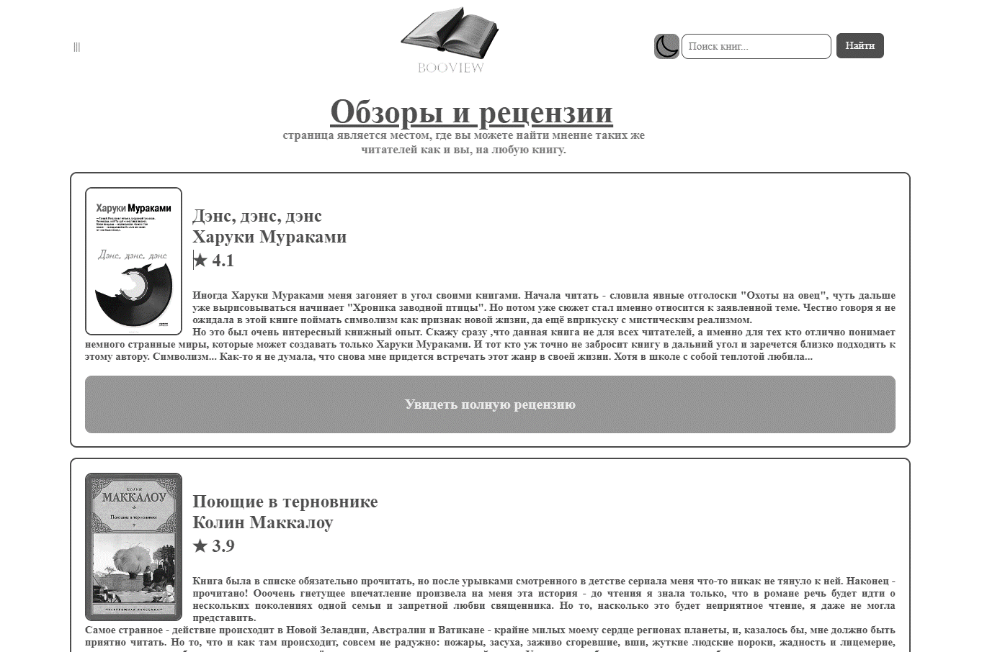 |||
BOOVIEW
Поиск книг...
Найти
Обзоры и рецензии
страница является местом, где вы можете найти мнение таких же
читателей как и вы, на любую книгу.
Харуки Мураками
Дэнс, дэнс, дэнс
Дэнс, дэнс, дэнс
Харуки Мураками
★ 4.1
Иногда Харуки Мураками меня загоняет в угол своими книгами. Начала читать - словила явные отголоски "Охоты на овец", чуть дальше
уже вырисовываться начинает "Хроника заводной птицы". Но потом уже сюжет стал именно относится к заявленной теме. Честно говоря я не
ожидала в этой книге поймать символизм как признак новой жизни, да ещё вприкуску с мистическим реализмом.
Но это был очень интересный книжный опыт. Скажу сразу ,что данная книга не для всех читателей, а именно для тех кто отлично понимает
немного странные миры, которые может создавать только Харуки Мураками. И тот кто уж точно не забросит книгу в дальний угол и заречется близко подходить к
этому автору. Символизм... Как-то я не думала, что снова мне придется встречать этот жанр в своей жизни. Хотя в школе с собой теплотой любила...
Увидеть полную рецензию
КОЛИН
МАККАЛОУ
Поющие в терновнике
ЗАРУБЕЖНАЯ КЛАССИКА
Поющие в терновнике
Колин Маккалоу
★ 3.9
Книга была в списке обязательно прочитать, но после урывками смотренного в детстве сериала меня что-то никак не тянуло к ней. Наконец -
прочитано! Ооочень гнетущее впечатление произвела на меня эта история - до чтения я знала только, что в романе речь будет идти о
нескольких поколениях одной семьи и запретной любви священника. Но то, насколько это будет неприятное чтение, я даже не могла
представить.
Самое странное - действие происходит в Новой Зеландии, Австралии и Ватикане - крайне милых моему сердце регионах планеты, и, казалось бы, мне должно быть
приятно читать. Но то, что и как там происходит, совсем не радужно: пожары, засуха, заживо сгоревшие, вши, жуткие людские пороки, жадность и лицемерие,